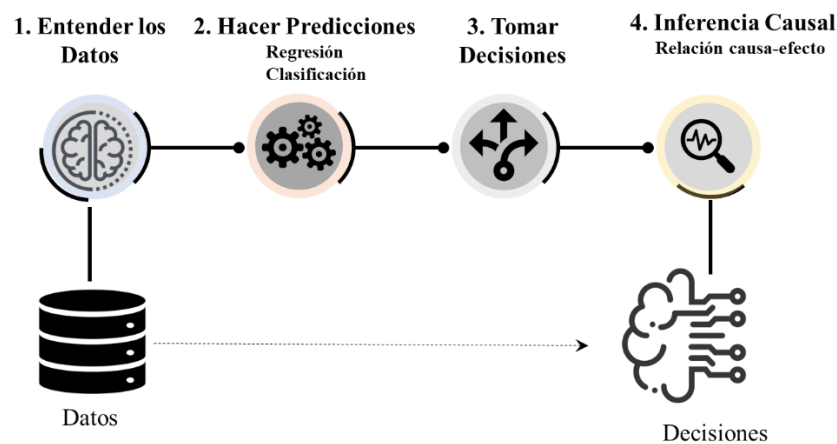 1. Entender los
Datos
2. Hacer Predicciones
Regresión
Clasificación
3. Tomar
Decisiones
4. Inferencia Causal
Relación causa-efecto
Datos
Decisiones